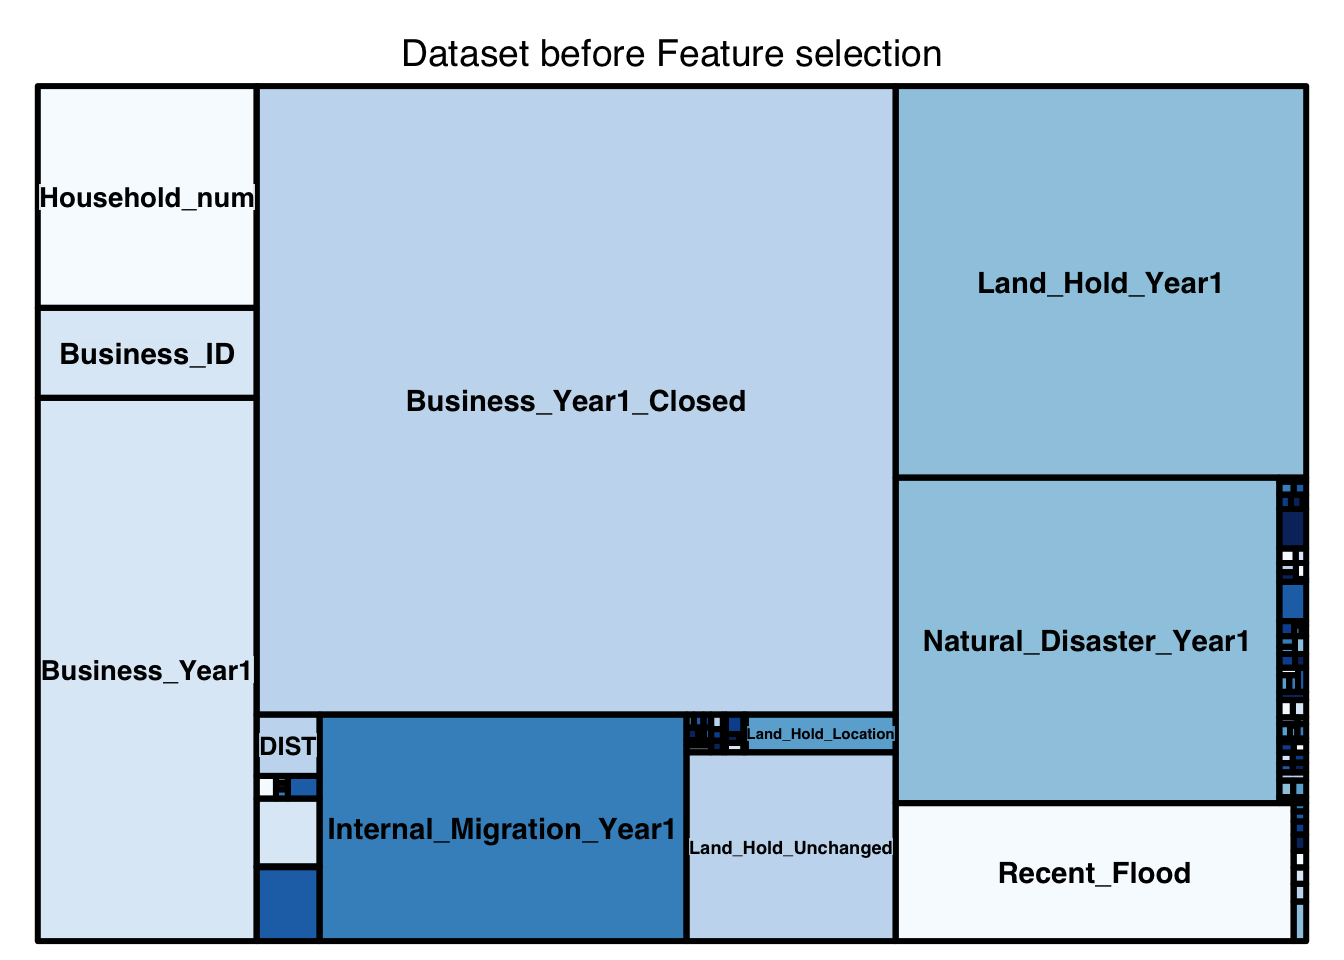 Dataset before Feature selection
Household_num
Business_ID
Business_Year1
Business_Year1_Closed
Land_Hold_Year1
Natural_Disaster_Year1
DIST
Internal_Migration_Year1
Land_Hold_Location
Land_Hold_Unchanged
Recent_Flood